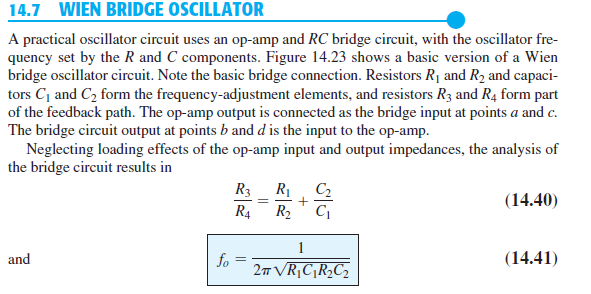 14.7 WIEN BRIDGE OSCILLATOR
A practical oscillator circuit uses an op-amp and RC bridge circuit, with the oscillator fre-
quency set by the R and C components. Figure 14.23 shows a basic version of a Wien
bridge oscillator circuit. Note the basic bridge connection. Resistors R₁ and R₂ and capaci-
tors C₁ and C₂ form the frequency-adjustment elements, and resistors R₃ and R₄ form part
of the feedback path. The op-amp output is connected as the bridge input at points a and c.
The bridge circuit output at points b and d is the input to the op-amp.
Neglecting loading effects of the op-amp input and output impedances, the analysis of
the bridge circuit results in
R₃/R₄ = R₁/R₂ + C₂/C₁ (14.40)
and fₒ = 1/(2π√(R₁C₁R₂C₂)) (14.41)